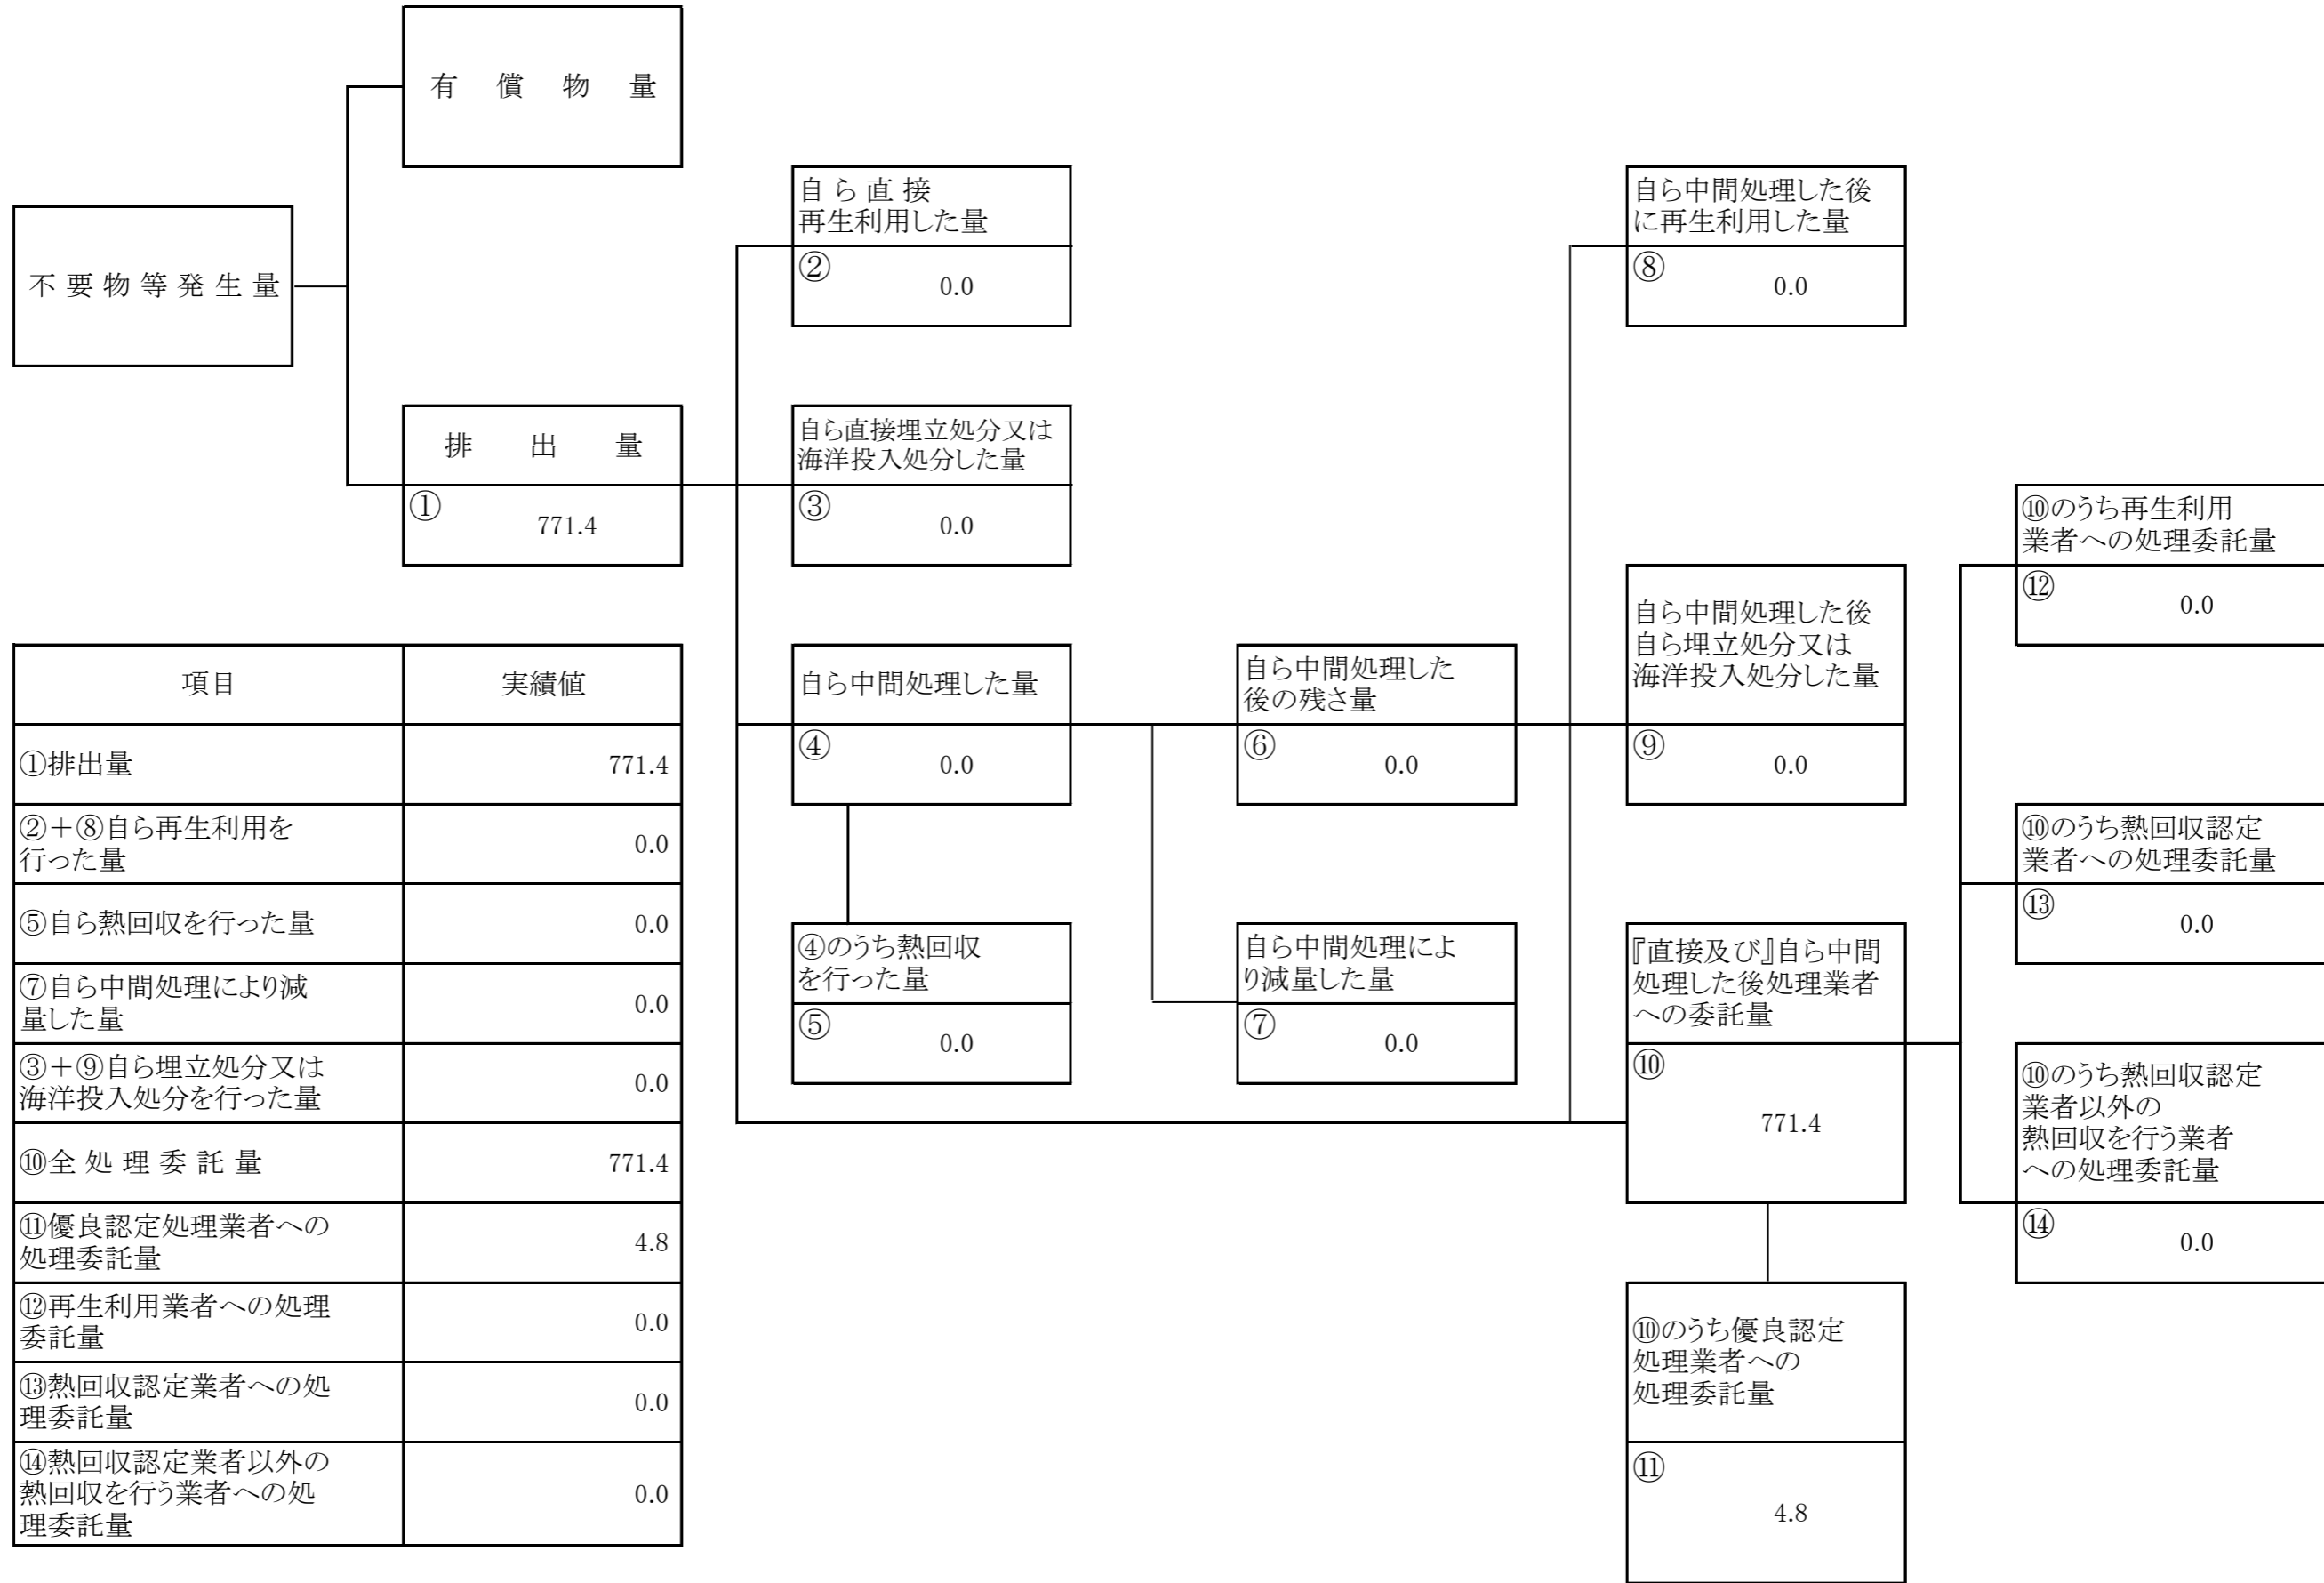 有 償 物 量
自 ら 直 接
再生利用した量
② 0.0
自ら中間処理した後
に再生利用した量
⑧ 0.0
不 要 物 等 発 生 量
排 出 量
① 771.4
自ら直接埋立処分又は
海洋投入処分した量
③ 0.0
⑩のうち再生利用
業者への処理委託量
⑫ 0.0
自ら中間処理した量
④ 0.0
自ら中間処理した
後の残さ量
⑥ 0.0
自ら中間処理した後
自ら埋立処分又は
海洋投入処分した量
⑨ 0.0
⑩のうち熱回収認定
業者への処理委託量
⑬ 0.0
④のうち熱回収
を行った量
⑤ 0.0
自ら中間処理によ
り減量した量
⑦ 0.0
『直接及び』自ら中間
処理した後処理業者
への委託量
⑩
771.4
⑩のうち熱回収認定
業者以外の
熱回収を行う業者
への処理委託量
⑭ 0.0
⑩のうち優良認定
処理業者への
処理委託量
⑪
4.8
項目 実績値
①排出量 771.4
②＋⑧自ら再生利用を
行った量 0.0
⑤自ら熱回収を行った量 0.0
⑦自ら中間処理により減
量した量 0.0
③＋⑨自ら埋立処分又は
海洋投入処分を行った量 0.0
⑩全 処 理 委 託 量 771.4
⑪優良認定処理業者への
処理委託量 4.8
⑫再生利用業者への処理
委託量 0.0
⑬熱回収認定業者への処
理委託量 0.0
⑭熱回収認定業者以外の
熱回収を行う業者への処
理委託量 0.0